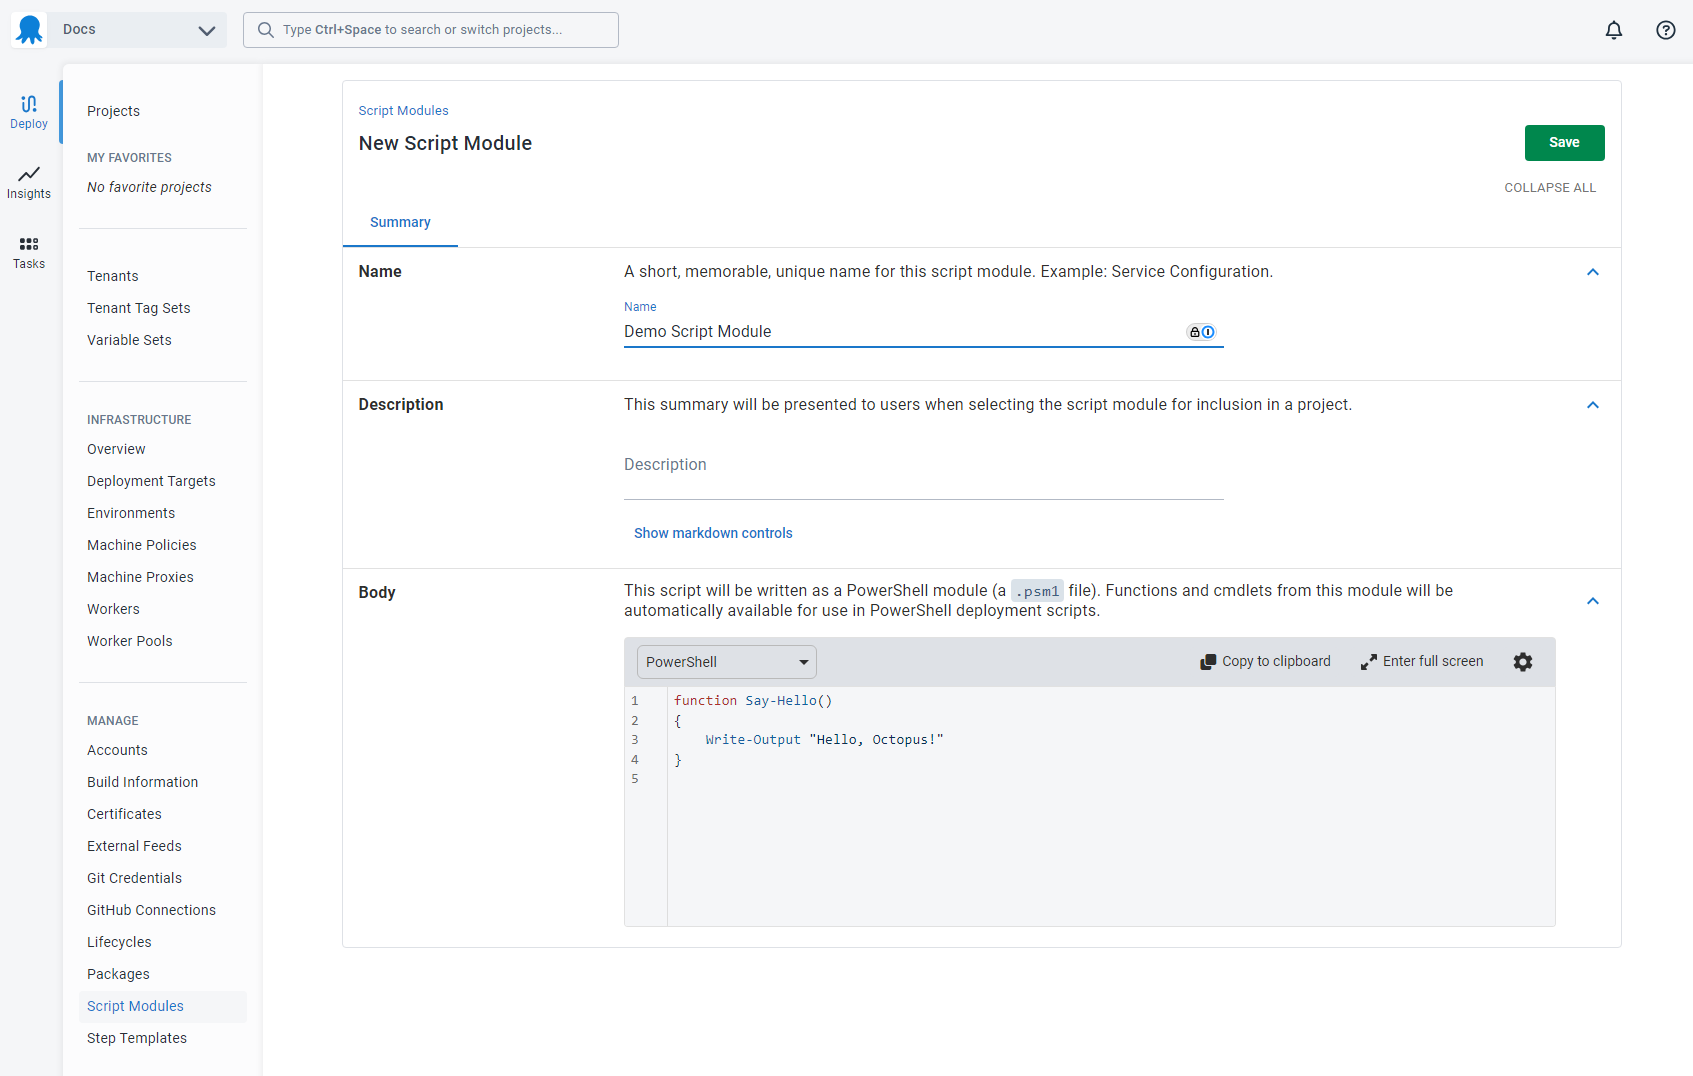 Docs
Type Ctrl+Space to search or switch projects...
Deploy
Insights
Tasks
Projects
MY FAVORITES
No favorite projects
Tenants
Tenant Tag Sets
Variable Sets
INFRASTRUCTURE
Overview
Deployment Targets
Environments
Machine Policies
Machine Proxies
Workers
Worker Pools
MANAGE
Accounts
Build Information
Certificates
External Feeds
Git Credentials
GitHub Connections
Lifecycles
Packages
Script Modules
Step Templates
Script Modules
New Script Module
Save
COLLAPSE ALL
Summary
Name
A short, memorable, unique name for this script module. Example: Service Configuration.
Name
Demo Script Module
Description
This summary will be presented to users when selecting the script module for inclusion in a project.
Description
Show markdown controls
Body
This script will be written as a PowerShell module (a .psm1 file). Functions and cmdlets from this module will be
automatically available for use in PowerShell deployment scripts.
PowerShell
Copy to clipboard
Enter full screen
1 function Say-Hello()
2 {
3     Write-Output "Hello, Octopus!"
4 }
5